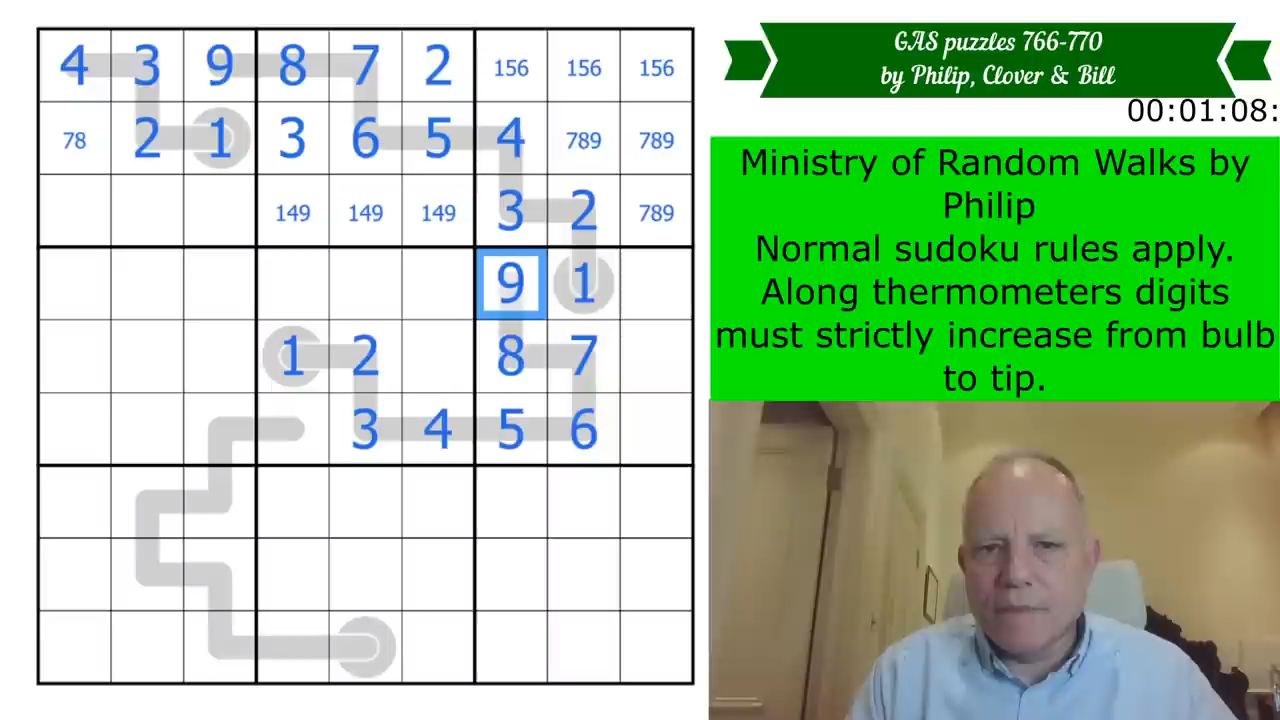 GAS puzzles 766-770
by Philip, Clover & Bill
00:01:08:
Ministry of Random Walks by
Philip
Normal sudoku rules apply.
Along thermometers digits
must strictly increase from bulb
to tip.
4 3 9 8 7 2 156 156 156
78 2 1 3 6 5 4 789 789
149 149 149 3 2 789
9 1
1 2 8 7
3 4 5 6